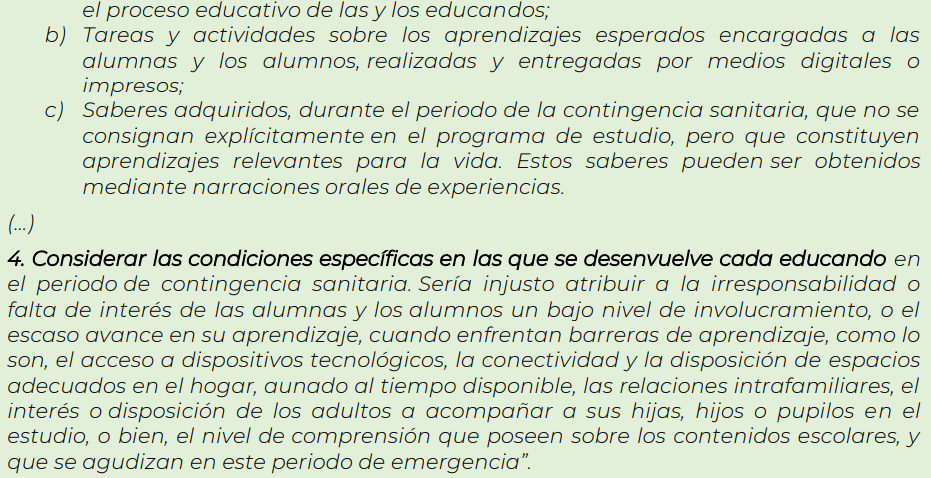 el proceso educativo de las y los educandos;
b) Tareas y actividades sobre los aprendizajes esperados encargadas a las
alumnas y los alumnos, realizadas y entregadas por medios digitales o
impresos;
c) Saberes adquiridos, durante el periodo de la contingencia sanitaria, que no se
consignan explícitamente en el programa de estudio, pero que constituyen
aprendizajes relevantes para la vida. Estos saberes pueden ser obtenidos
mediante narraciones orales de experiencias.
(...)
4. Considerar las condiciones específicas en las que se desenvuelve cada educando en
el periodo de contingencia sanitaria. Sería injusto atribuir a la irresponsabilidad o
falta de interés de las alumnas y los alumnos un bajo nivel de involucramiento, o el
escaso avance en su aprendizaje, cuando enfrentan barreras de aprendizaje, como lo
son, el acceso a dispositivos tecnológicos, la conectividad y la disposición de espacios
adecuados en el hogar, aunado al tiempo disponible, las relaciones intrafamiliares, el
interés o disposición de los adultos a acompañar a sus hijas, hijos o pupilos en el
estudio, o bien, el nivel de comprensión que poseen sobre los contenidos escolares, y
que se agudizan en este periodo de emergencia”.